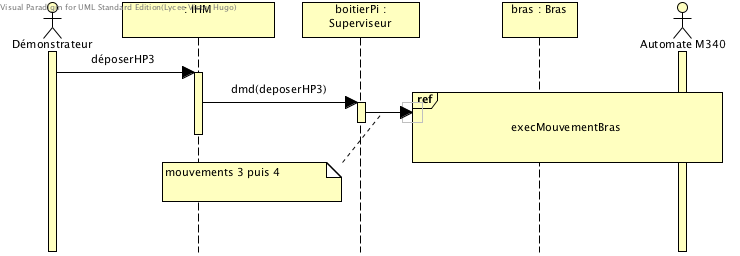 Visual Paradigm for UML Standard Edition(Lycee Hugo)
: IHM
boitierPi :
Superviseur
bras : Bras
Démonstrateur
Automate M340
déposerHP3
dmd(deposerHP3)
ref
execMouvementBras
mouvements 3 puis 4